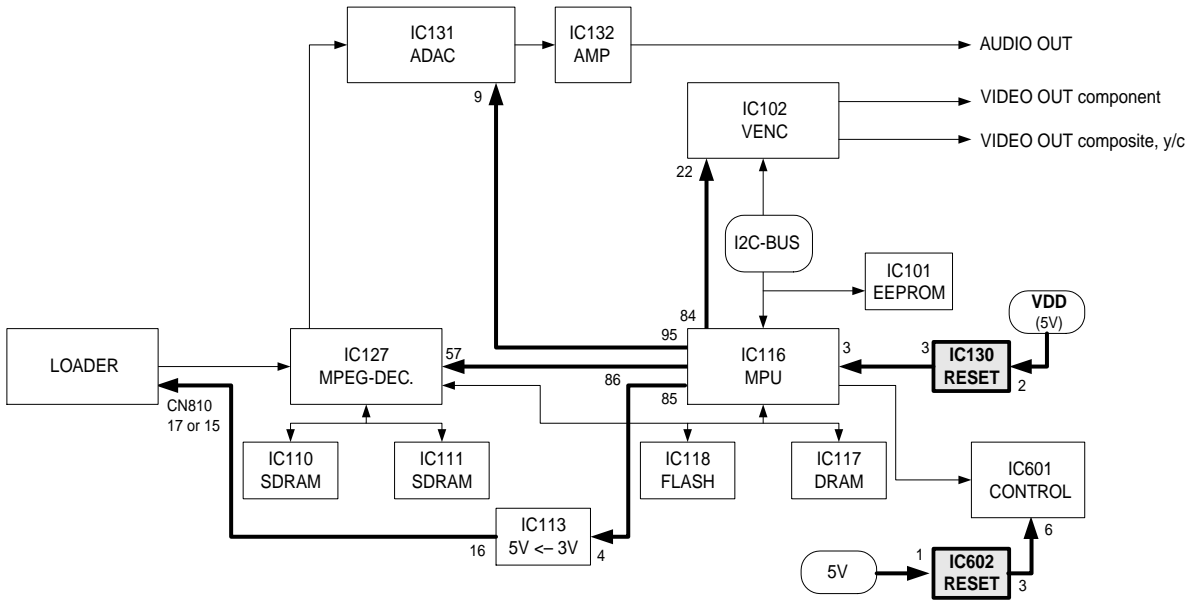 IC131
ADAC
IC132
AMP
AUDIO OUT
9
IC102
VENC
VIDEO OUT component
VIDEO OUT composite, y/c
22
I2C-BUS
IC101
EEPROM
VDD
(5V)
84
95
LOADER
IC127
MPEG-DEC.
57
IC116
MPU
3
3
IC130
RESET
2
86
85
CN810
17 or 15
IC110
SDRAM
IC111
SDRAM
IC118
FLASH
IC117
DRAM
IC601
CONTROL
6
16
IC113
5V <– 3V
4
5V
1
IC602
RESET
3